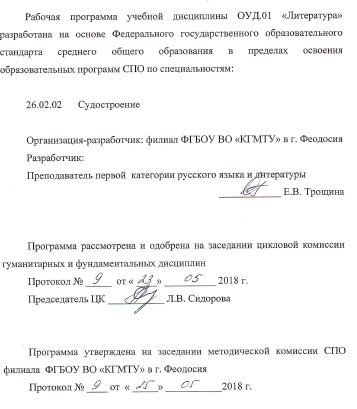 Рабочая программа учебной дисциплины ОУД.01 «Литература»
разработана на основе Федерального государственного образовательного
стандарта среднего общего образования в пределах освоения
образовательных программ СПО по специальностям:
26.02.02 Судостроение
Организация-разработчик: филиал ФГБОУ ВО «КГМТУ» в г. Феодосия
Разработчик:
Преподаватель первой категории русского языка и литературы
Е.В. Трощина
Программа рассмотрена и одобрена на заседании цикловой комиссии
гуманитарных и фундаментальных дисциплин
Протокол № 9 от « 23 » 05 2018 г.
Председатель ЦК Л.В. Сидорова
Программа утверждена на заседании методической комиссии СПО
филиала ФГБОУ ВО «КГМТУ» в г. Феодосия
Протокол № 9 от « 25 » 05 2018 г.